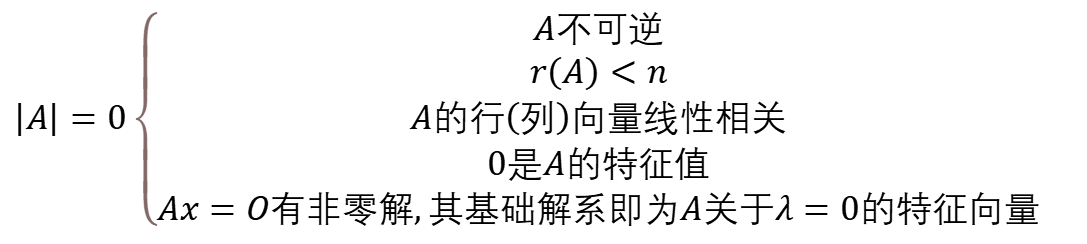 A不可逆
r(A) < n
|A| = 0
A的行(列)向量线性相关
0是A的特征值
Ax = O有非零解, 其基础解系即为A关于λ = 0的特征向量